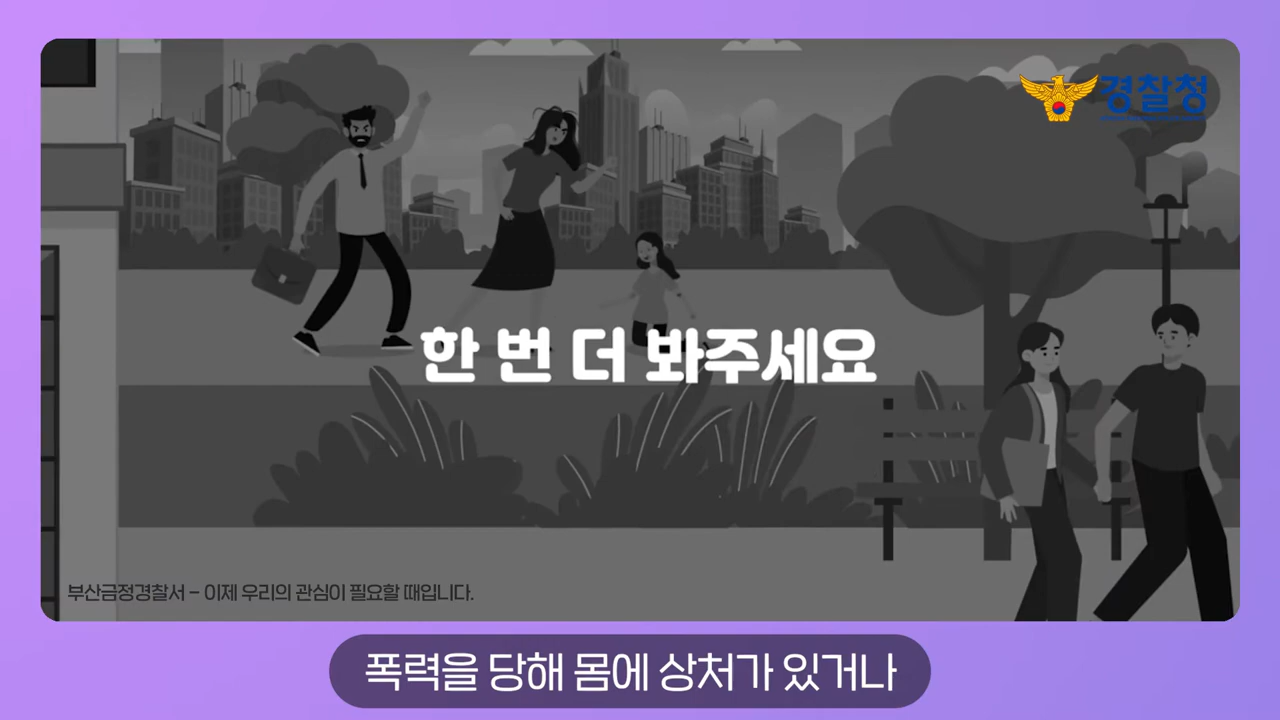 경찰청
한 번 더 봐주세요
부산금정경찰서 - 이제 우리의 관심이 필요할 때입니다.
폭력을 당해 몸에 상처가 있거나